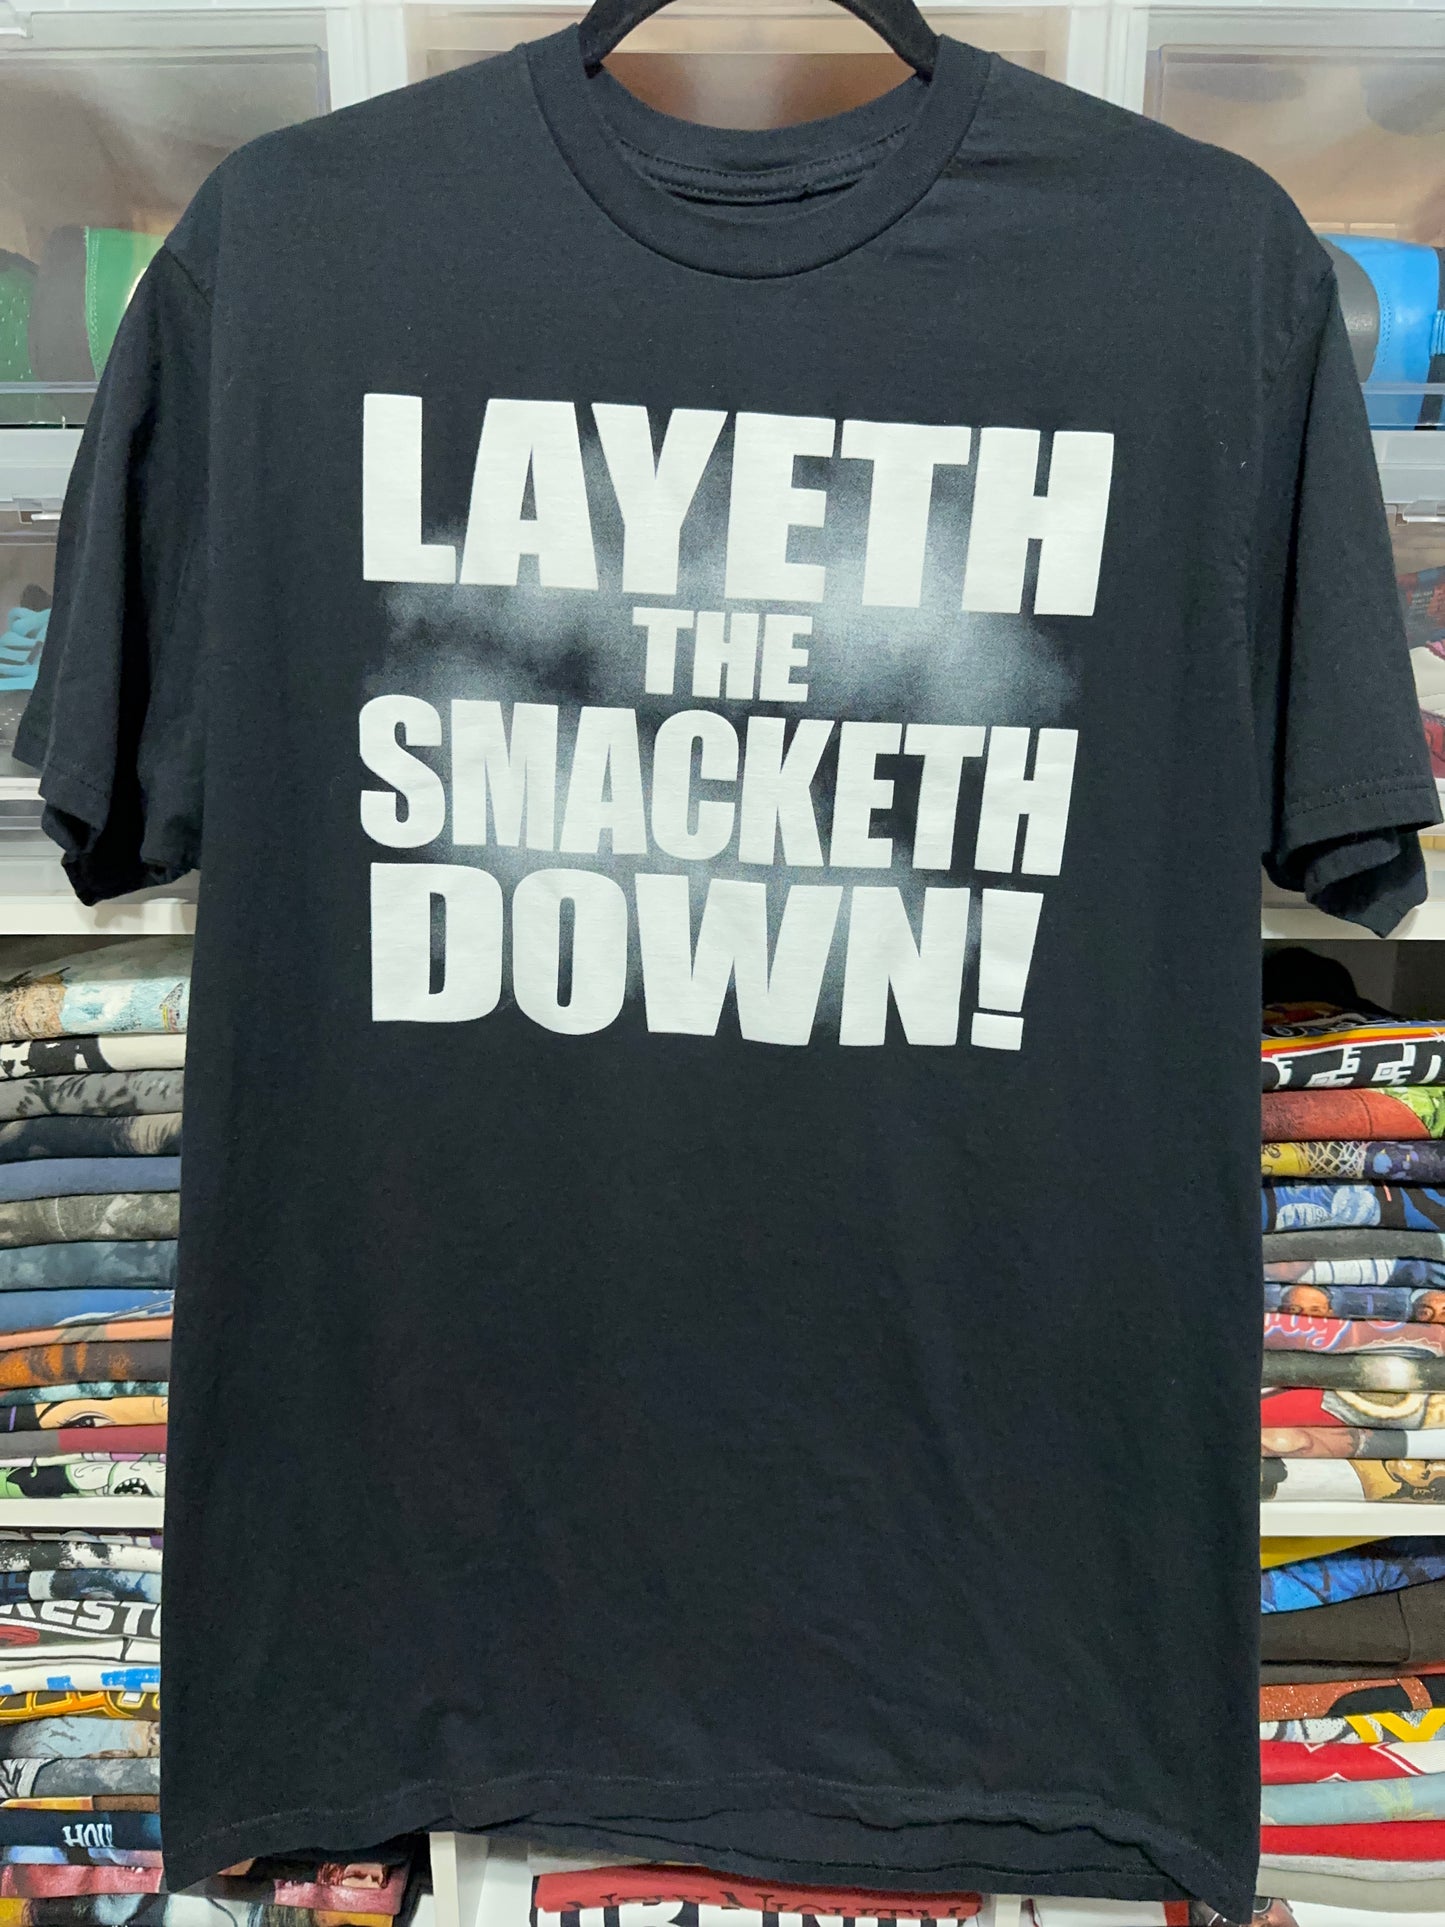 LAYETH
THE
SMACKETH
DOWN!